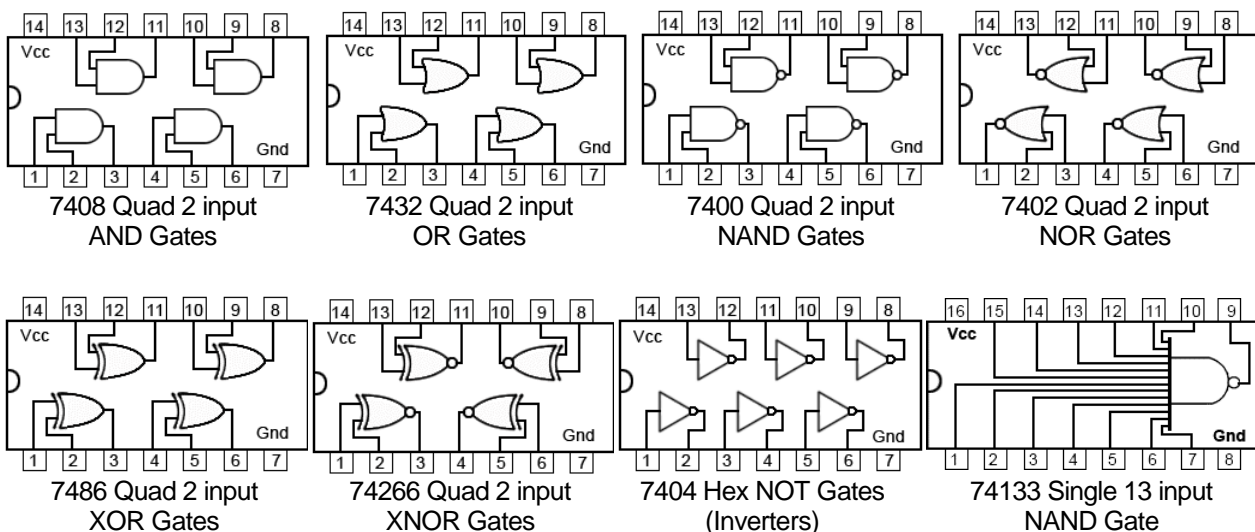 14 13 12 11 10 9 8
Vcc
Gnd
1 2 3 4 5 6 7
7408 Quad 2 input
AND Gates
14 13 12 11 10 9 8
Vcc
Gnd
1 2 3 4 5 6 7
7432 Quad 2 input
OR Gates
14 13 12 11 10 9 8
Vcc
Gnd
1 2 3 4 5 6 7
7400 Quad 2 input
NAND Gates
14 13 12 11 10 9 8
Vcc
Gnd
1 2 3 4 5 6 7
7402 Quad 2 input
NOR Gates
14 13 12 11 10 9 8
Vcc
Gnd
1 2 3 4 5 6 7
7486 Quad 2 input
XOR Gates
14 13 12 11 10 9 8
Vcc
Gnd
1 2 3 4 5 6 7
74266 Quad 2 input
XNOR Gates
14 13 12 11 10 9 8
Vcc
Gnd
1 2 3 4 5 6 7
7404 Hex NOT Gates
(Inverters)
16 15 14 13 12 11 10 9
Vcc
Gnd
1 2 3 4 5 6 7 8
74133 Single 13 input
NAND Gate